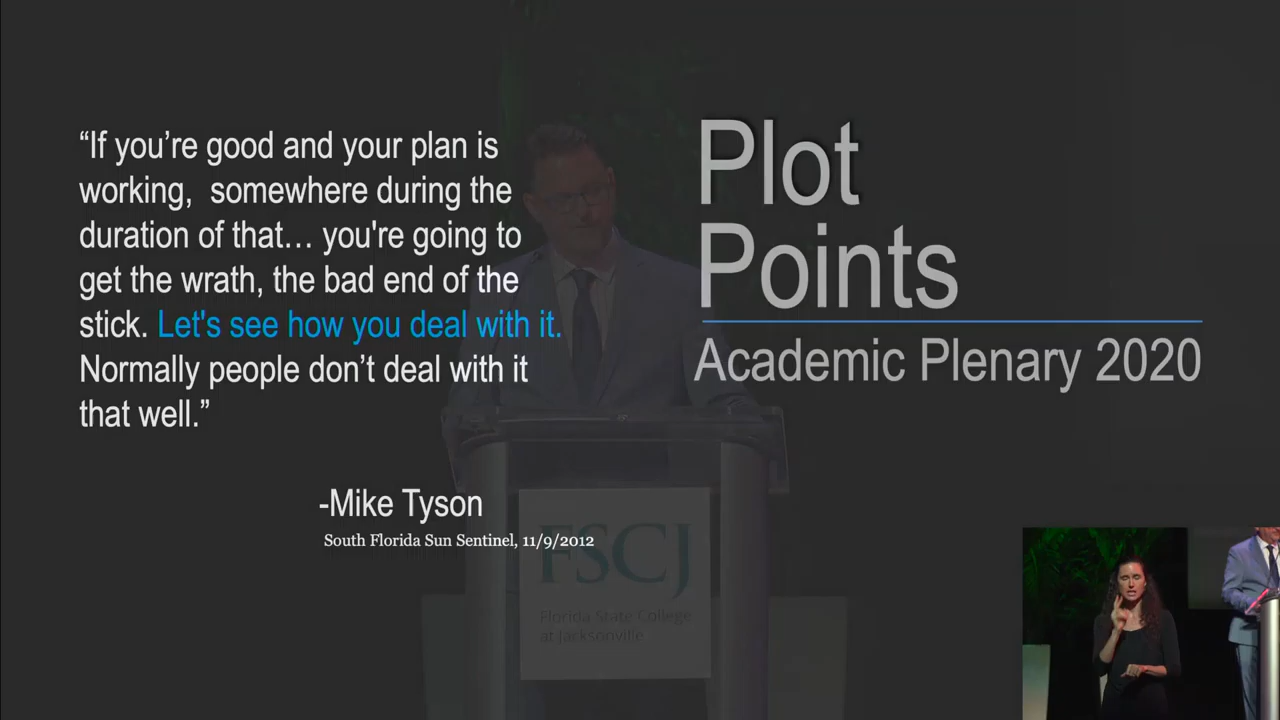 “If you’re good and your plan is
working,  somewhere during the
duration of that… you're going to
get the wrath, the bad end of the
stick. Let's see how you deal with it.
Normally people don’t deal with it
that well.”
-Mike Tyson
South Florida Sun Sentinel, 11/9/2012
Plot
Points
Academic Plenary 2020
FSCJ
Florida State College
at Jacksonville